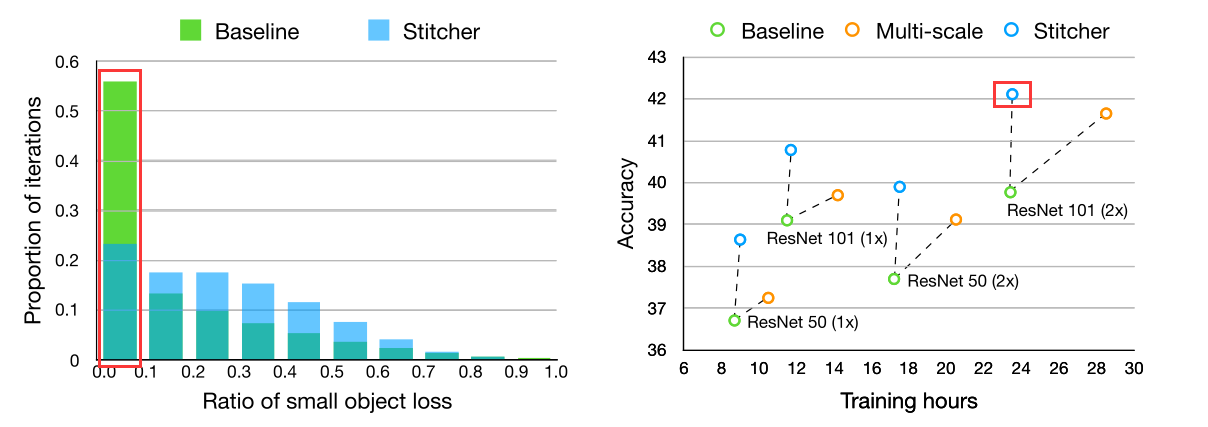 Baseline Stitcher
Proportion of iterations
0.6
0.5
0.4
0.3
0.2
0.1
0
0.0 0.1 0.2 0.3 0.4 0.5 0.6 0.7 0.8 0.9 1.0
Ratio of small object loss
Baseline Multi-scale Stitcher
Accuracy
43
42
41
40
39
38
37
36
ResNet 101 (2x)
ResNet 101 (1x)
ResNet 50 (2x)
ResNet 50 (1x)
6 8 10 12 14 16 18 20 22 24 26 28 30
Training hours